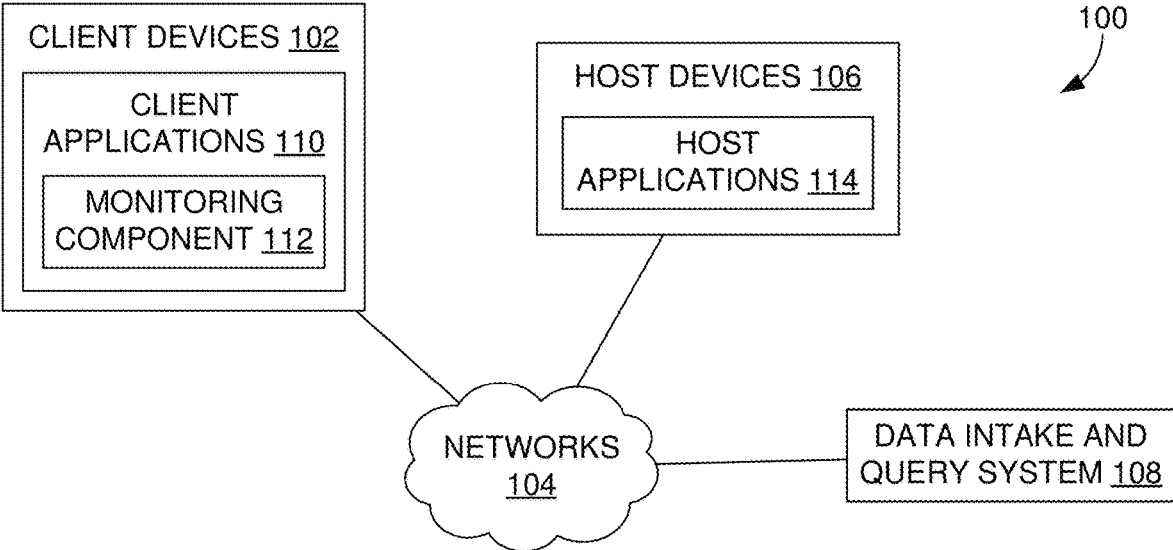 CLIENT DEVICES 102
CLIENT
APPLICATIONS 110
MONITORING
COMPONENT 112
HOST DEVICES 106
HOST
APPLICATIONS 114
100
NETWORKS
104
DATA INTAKE AND
QUERY SYSTEM 108